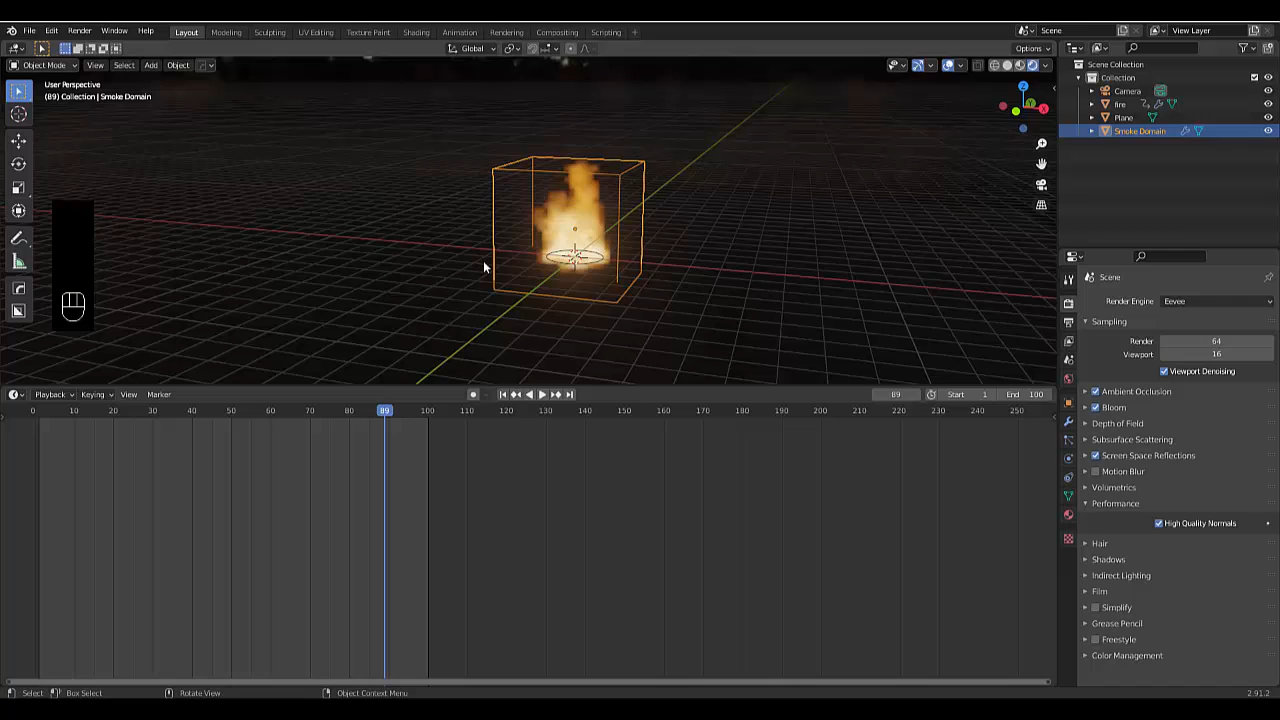 File Edit Render Window Help Layout Modeling Sculpting UV Editing Texture Paint Shading Animation Rendering Compositing Scripting + Scene View Layer
Global Options
Object Mode View Select Add Object
User Perspective
(89) Collection | Smoke Domain
Scene Collection
Collection
Camera
fire
Plane
Smoke Domain
Scene
Render Engine Eevee
Sampling
Render 64
Viewport 16
Viewport Denoising
Ambient Occlusion
Bloom
Depth of Field
Subsurface Scattering
Screen Space Reflections
Motion Blur
Volumetrics
Performance
High Quality Normals
Hair
Shadows
Indirect Lighting
Film
Simplify
Grease Pencil
Freestyle
Color Management
Playback Keying View Marker 89 Start 1 End 100
0 10 20 30 40 50 60 70 80 89 100 110 120 130 140 150 160 170 180 190 200 210 220 230 240 250
Select Box Select Rotate View Object Context Menu 2.91.2